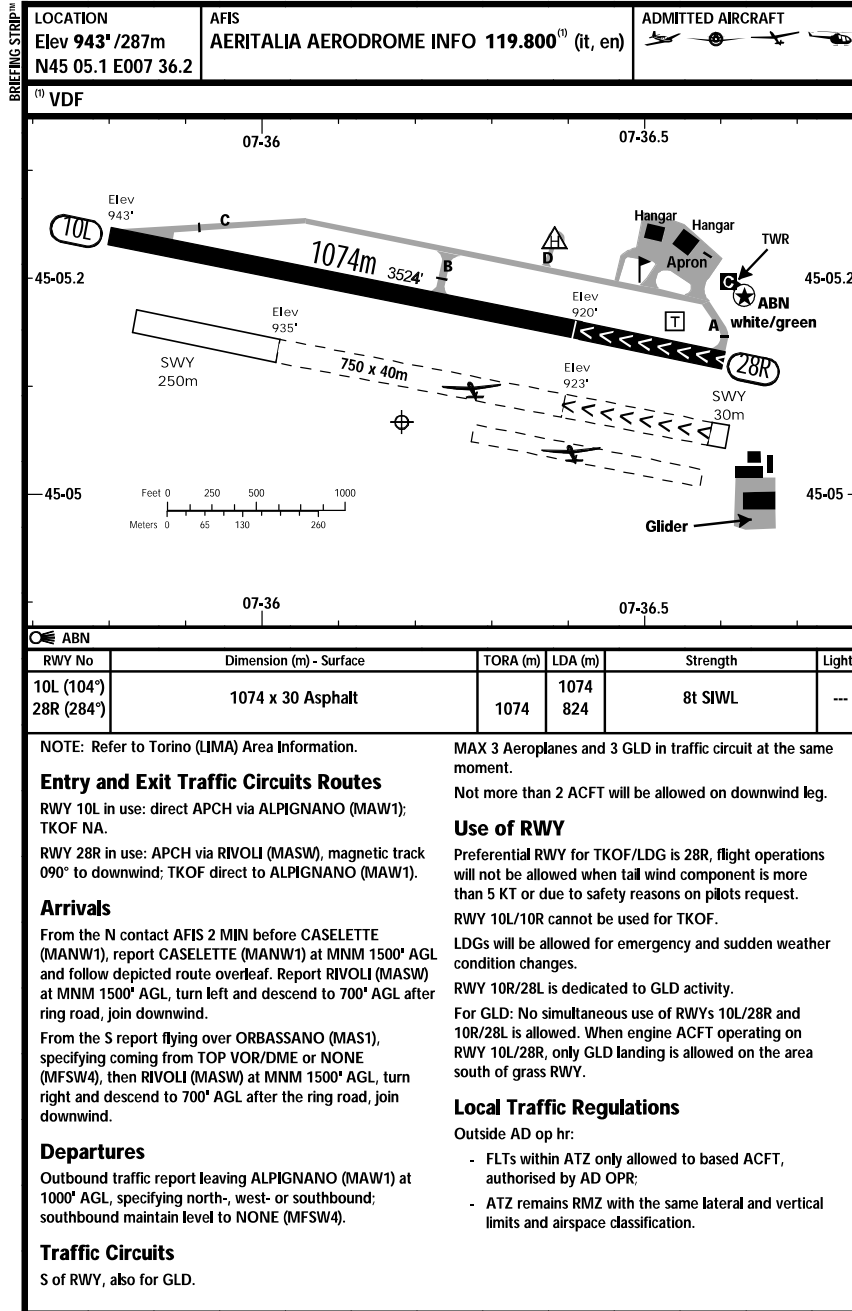 BRIEFING STRIP™
LOCATION
Elev 943'/287m
N45 05.1 E007 36.2
AFIS
AERITALIA AERODROME INFO 119.800(1) (it, en)
ADMITTED AIRCRAFT
(1) VDF
07-36
07-36.5
Elev
943'
10L
C
1074m 3524'
B
H
D
Hangar
Hangar
Apron
TWR
C
45-05.2
45-05.2
ABN
white/green
Elev
920'
T
A
Elev
935'
28R
SWY
250m
750 x 40m
Elev
923'
SWY
30m
45-05
45-05
Feet 0 250 500 1000
Meters 0 65 130 260
Glider
07-36
07-36.5
ABN
RWY No Dimension (m) - Surface TORA (m) LDA (m) Strength Light
10L (104°) 1074
28R (284°) 1074 x 30 Asphalt 1074 824 8t SIWL ---
NOTE: Refer to Torino (LIMA) Area Information.
Entry and Exit Traffic Circuits Routes
RWY 10L in use: direct APCH via ALPIGNANO (MAW1);
TKOF NA.
RWY 28R in use: APCH via RIVOLI (MASW), magnetic track
090° to downwind; TKOF direct to ALPIGNANO (MAW1).
Arrivals
From the N contact AFIS 2 MIN before CASELETTE
(MANW1), report CASELETTE (MANW1) at MNM 1500' AGL
and follow depicted route overleaf. Report RIVOLI (MASW)
at MNM 1500' AGL, turn left and descend to 700' AGL after
ring road, join downwind.
From the S report flying over ORBASSANO (MAS1),
specifying coming from TOP VOR/DME or NONE
(MFSW4), then RIVOLI (MASW) at MNM 1500' AGL, turn
right and descend to 700' AGL after the ring road, join
downwind.
Departures
Outbound traffic report leaving ALPIGNANO (MAW1) at
1000' AGL, specifying north-, west- or southbound;
southbound maintain level to NONE (MFSW4).
Traffic Circuits
S of RWY, also for GLD.
MAX 3 Aeroplanes and 3 GLD in traffic circuit at the same
moment.
Not more than 2 ACFT will be allowed on downwind leg.
Use of RWY
Preferential RWY for TKOF/LDG is 28R, flight operations
will not be allowed when tail wind component is more
than 5 KT or due to safety reasons on pilots request.
RWY 10L/10R cannot be used for TKOF.
LDGs will be allowed for emergency and sudden weather
condition changes.
RWY 10R/28L is dedicated to GLD activity.
For GLD: No simultaneous use of RWYs 10L/28R and
10R/28L is allowed. When engine ACFT operating on
RWY 10L/28R, only GLD landing is allowed on the area
south of grass RWY.
Local Traffic Regulations
Outside AD op hr:
- FLTs within ATZ only allowed to based ACFT,
authorised by AD OPR;
- ATZ remains RMZ with the same lateral and vertical
limits and airspace classification.